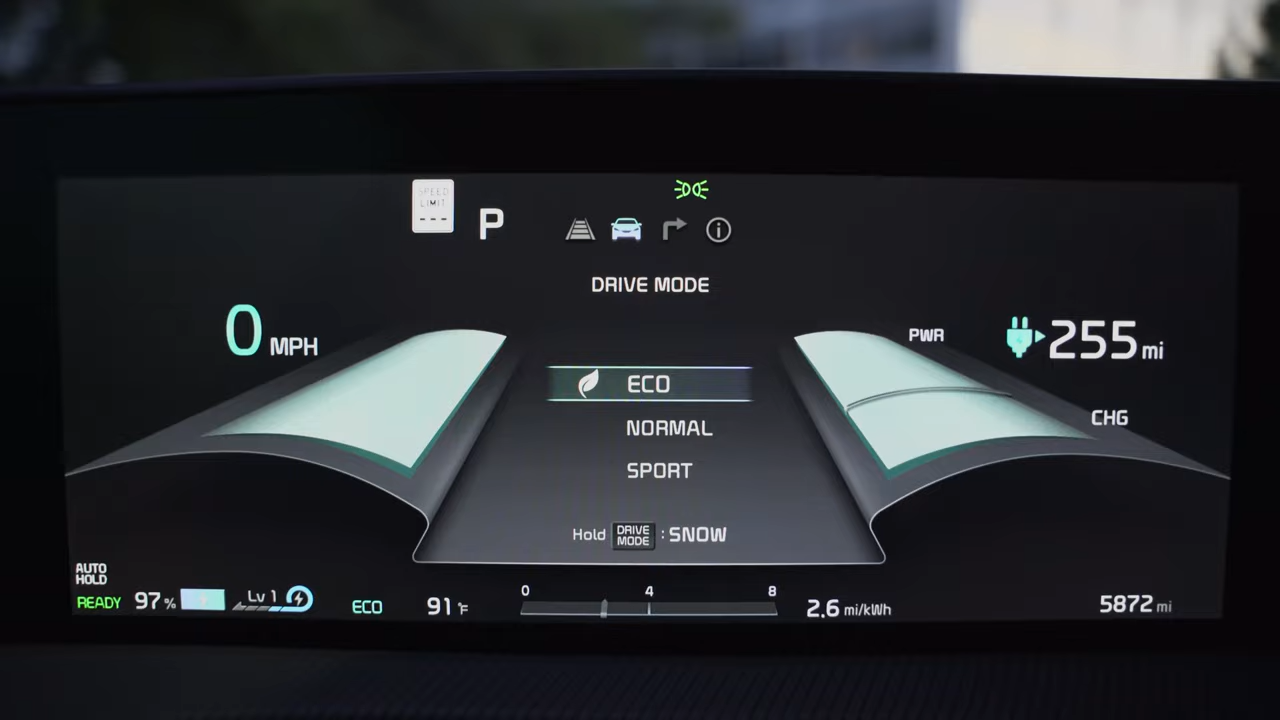 SPEED
LIMIT
---
P
DRIVE MODE
0 MPH
PWR
255 mi
ECO
CHG
NORMAL
SPORT
Hold DRIVE MODE : SNOW
AUTO
HOLD
READY 97% Lv 1 ECO 91 °F
0 4 8
2.6 mi/kWh
5872 mi